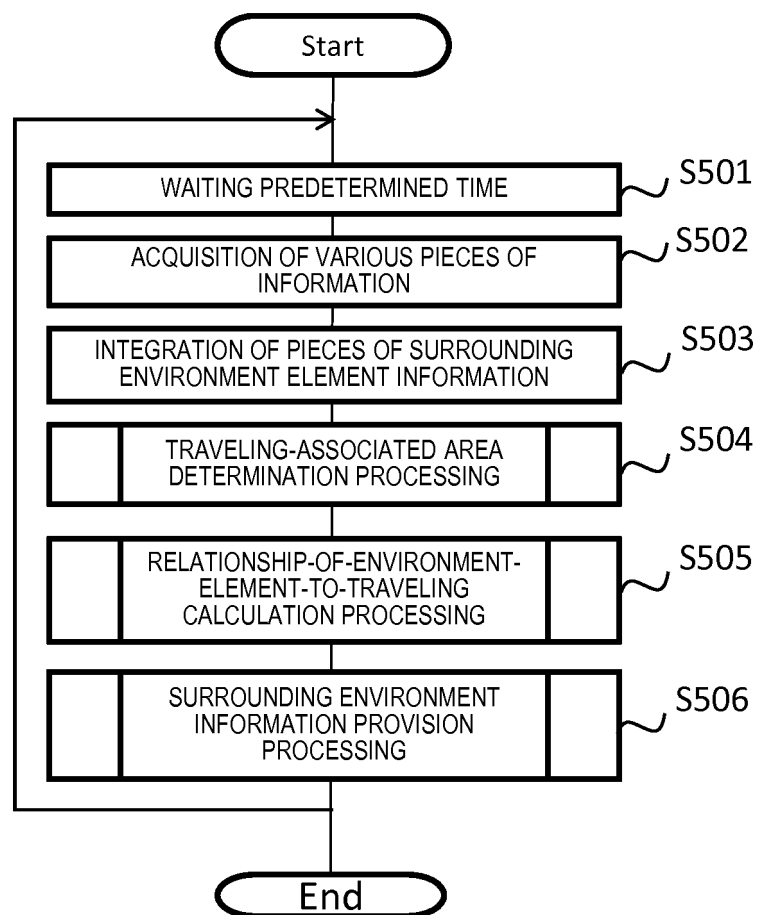 Start
WAITING PREDETERMINED TIME
S501
ACQUISITION OF VARIOUS PIECES OF
INFORMATION
S502
INTEGRATION OF PIECES OF SURROUNDING
ENVIRONMENT ELEMENT INFORMATION
S503
TRAVELING-ASSOCIATED AREA
DETERMINATION PROCESSING
S504
RELATIONSHIP-OF-ENVIRONMENT-
ELEMENT-TO-TRAVELING
CALCULATION PROCESSING
S505
SURROUNDING ENVIRONMENT
INFORMATION PROVISION
PROCESSING
S506
End